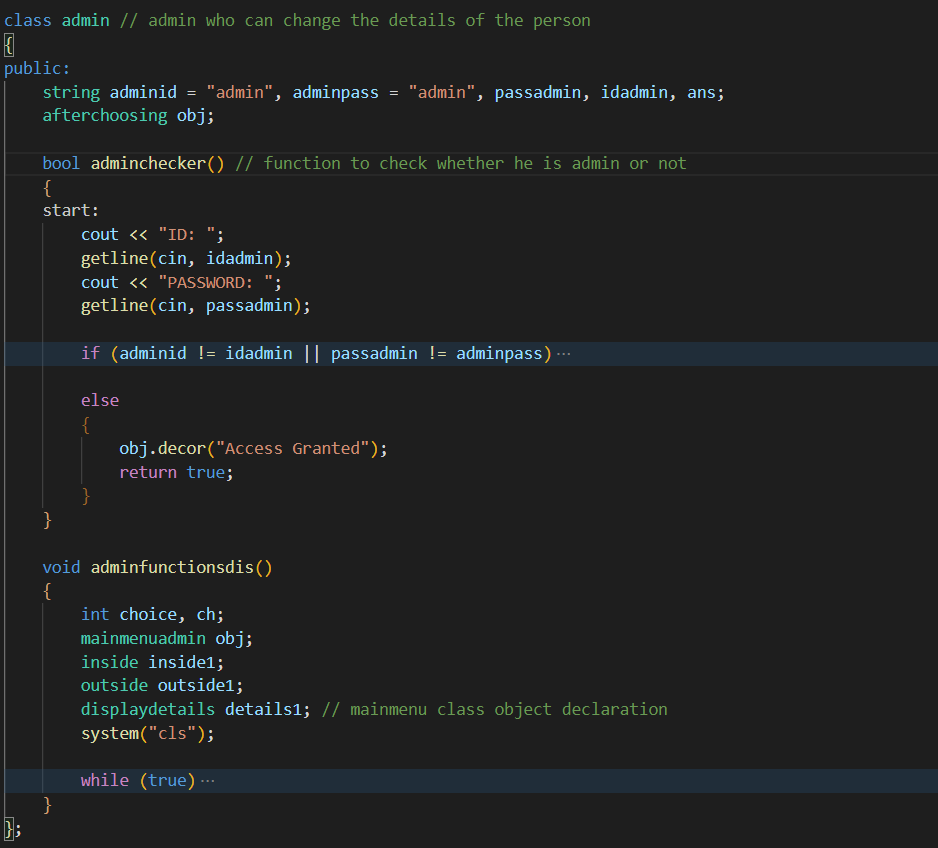 class admin // admin who can change the details of the person
{
public:
    string adminid = "admin", adminpass = "admin", passadmin, idadmin, ans;
    afterchoosing obj;
    bool adminchecker() // function to check whether he is admin or not
    {
    start:
        cout << "ID: ";
        getline(cin, idadmin);
        cout << "PASSWORD: ";
        getline(cin, passadmin);
        if (adminid != idadmin || passadmin != adminpass) ···
        else
        {
            obj.decor("Access Granted");
            return true;
        }
    }
    void adminfunctionsdis()
    {
        int choice, ch;
        mainmenuadmin obj;
        inside inside1;
        outside outside1;
        displaydetails details1; // mainmenu class object declaration
        system("cls");
        while (true) ···
    }
};